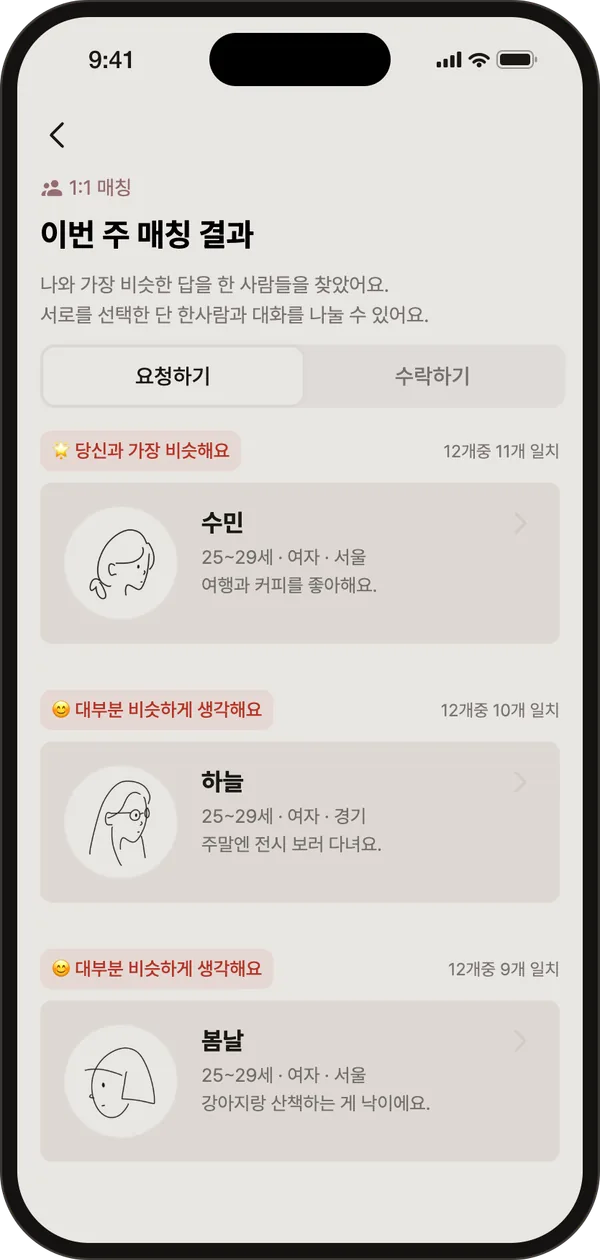 9:41
1:1 매칭
이번 주 매칭 결과
나와 가장 비슷한 답을 한 사람들을 찾았어요.
서로를 선택한 단 한사람과 대화를 나눌 수 있어요.
요청하기
수락하기
당신과 가장 비슷해요
12개중 11개 일치
수민
25~29세 · 여자 · 서울
여행과 커피를 좋아해요.
대부분 비슷하게 생각해요
12개중 10개 일치
하늘
25~29세 · 여자 · 경기
주말엔 전시 보러 다녀요.
대부분 비슷하게 생각해요
12개중 9개 일치
봄날
25~29세 · 여자 · 서울
강아지랑 산책하는 게 낙이에요.